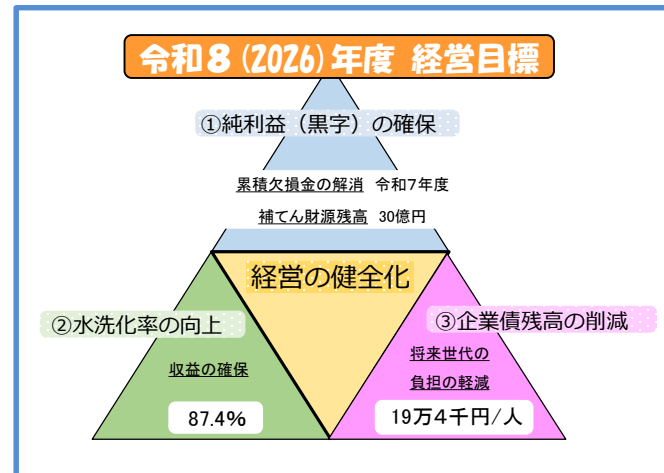 令和8(2026)年度 経営目標
①純利益（黒字）の確保
累積欠損金の解消 令和7年度
補てん財源残高 30億円
経営の健全化
②水洗化率の向上
収益の確保
87.4%
③企業債残高の削減
将来世代の
負担の軽減
19万4千円/人